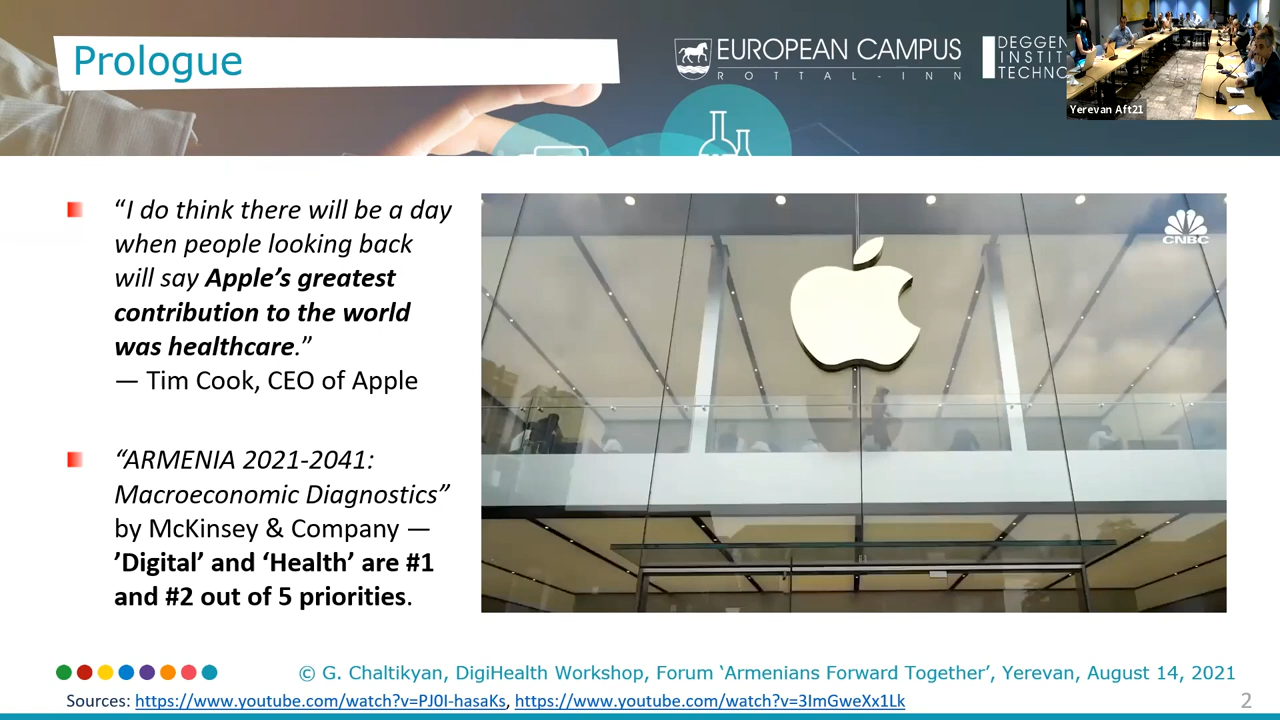 Prologue
EUROPEAN CAMPUS
ROTTAL-INN
DEGGEN
INSTIT
TECHNO
Yerevan Aft21
“I do think there will be a day
when people looking back
will say Apple’s greatest
contribution to the world
was healthcare.”
— Tim Cook, CEO of Apple
“ARMENIA 2021-2041:
Macroeconomic Diagnostics”
by McKinsey & Company —
’Digital’ and ‘Health’ are #1
and #2 out of 5 priorities.
CNBC
© G. Chaltikyan, DigiHealth Workshop, Forum ‘Armenians Forward Together’, Yerevan, August 14, 2021
Sources: https://www.youtube.com/watch?v=PJ0I-hasaKs, https://www.youtube.com/watch?v=3ImGweXx1Lk
2